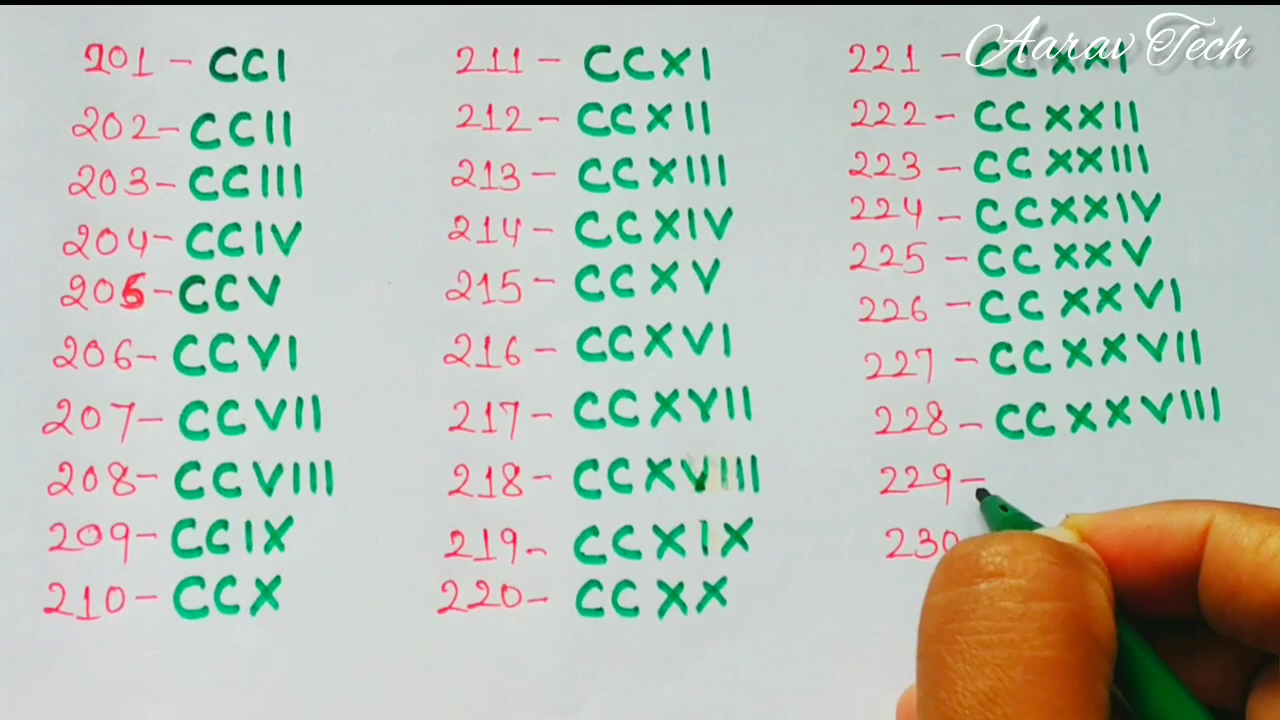 Aarav Tech
201 - CCI
202 - CCII
203 - CCIII
204 - CCIV
205 - CCV
206 - CCVI
207 - CCVII
208 - CCVIII
209 - CCIX
210 - CCX
211 - CCXI
212 - CCXII
213 - CCXIII
214 - CCXIV
215 - CCXV
216 - CCXVI
217 - CCXVII
218 - CCXVIII
219 - CCXIX
220 - CCXX
221 - CCXXI
222 - CCXXII
223 - CCXXIII
224 - CCXXIV
225 - CCXXV
226 - CCXXVI
227 - CCXXVII
228 - CCXXVIII
229 -
230